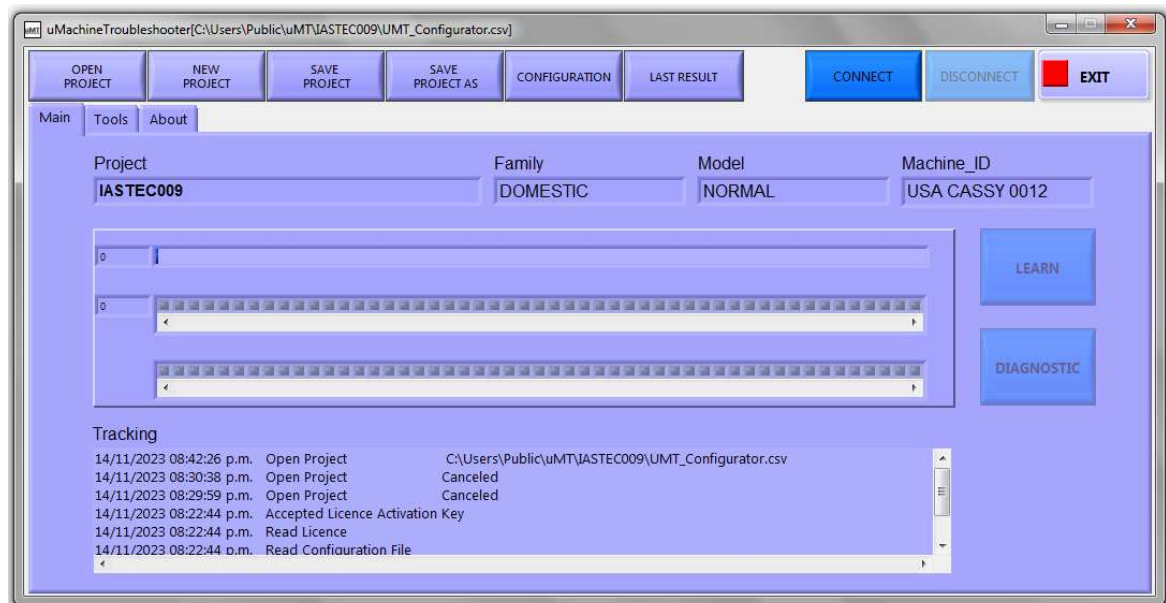 uMT uMachineTroubleshooter[C:\Users\Public\uMT\IASTEC009\UMT_Configurator.csv]
OPEN PROJECT NEW PROJECT SAVE PROJECT SAVE PROJECT AS CONFIGURATION LAST RESULT CONNECT DISCONNECT EXIT
Main Tools About
Project Family Model Machine_ID
IASTEC009 DOMESTIC NORMAL USA CASSY 0012
0
LEARN
0
DIAGNOSTIC
Tracking
14/11/2023 08:42:26 p.m. Open Project C:\Users\Public\uMT\IASTEC009\UMT_Configurator.csv
14/11/2023 08:30:38 p.m. Open Project Canceled
14/11/2023 08:29:59 p.m. Open Project Canceled
14/11/2023 08:22:44 p.m. Accepted Licence Activation Key
14/11/2023 08:22:44 p.m. Read Licence
14/11/2023 08:22:44 p.m. Read Configuration File